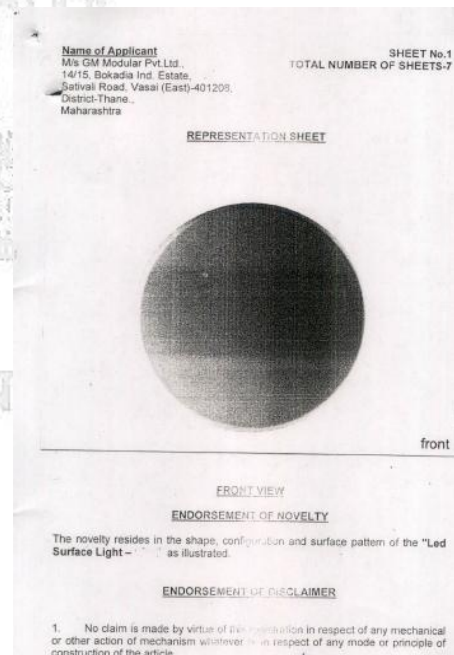 Name of Applicant
SHEET No.1
M/s GM Modular Pvt.Ltd.,
TOTAL NUMBER OF SHEETS-7
14/15, Bokadia Ind. Estate,
Sativali Road, Vasai (East)-401208,
District-Thane.,
Maharashtra
REPRESENTATION SHEET
front
FRONT VIEW
ENDORSEMENT OF NOVELTY
The novelty resides in the shape, configuration and surface pattern of the "Led
Surface Light – as illustrated.
ENDORSEMENT OF DISCLAIMER
1. No claim is made by virtue of this registration in respect of any mechanical
or other action of mechanism whatever in respect of any mode or principle of
construction of the article